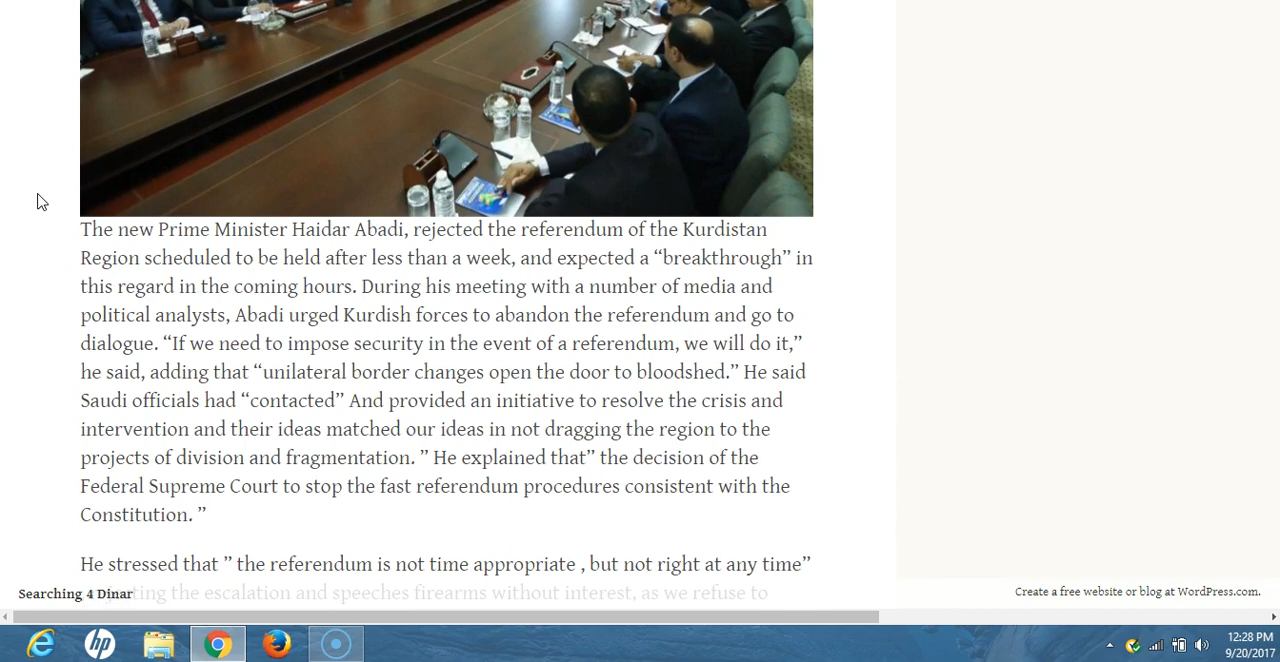 The new Prime Minister Haidar Abadi, rejected the referendum of the Kurdistan
Region scheduled to be held after less than a week, and expected a “breakthrough” in
this regard in the coming hours. During his meeting with a number of media and
political analysts, Abadi urged Kurdish forces to abandon the referendum and go to
dialogue. “If we need to impose security in the event of a referendum, we will do it,”
he said, adding that “unilateral border changes open the door to bloodshed.” He said
Saudi officials had “contacted” And provided an initiative to resolve the crisis and
intervention and their ideas matched our ideas in not dragging the region to the
projects of division and fragmentation. ” He explained that” the decision of the
Federal Supreme Court to stop the fast referendum procedures consistent with the
Constitution. ”
He stressed that ” the referendum is not time appropriate , but not right at any time”
the escalation and speeches firearms without interest, as we refuse to
Searching 4 Dinar
Create a free website or blog at WordPress.com.
hp
12:28 PM
9/20/2017